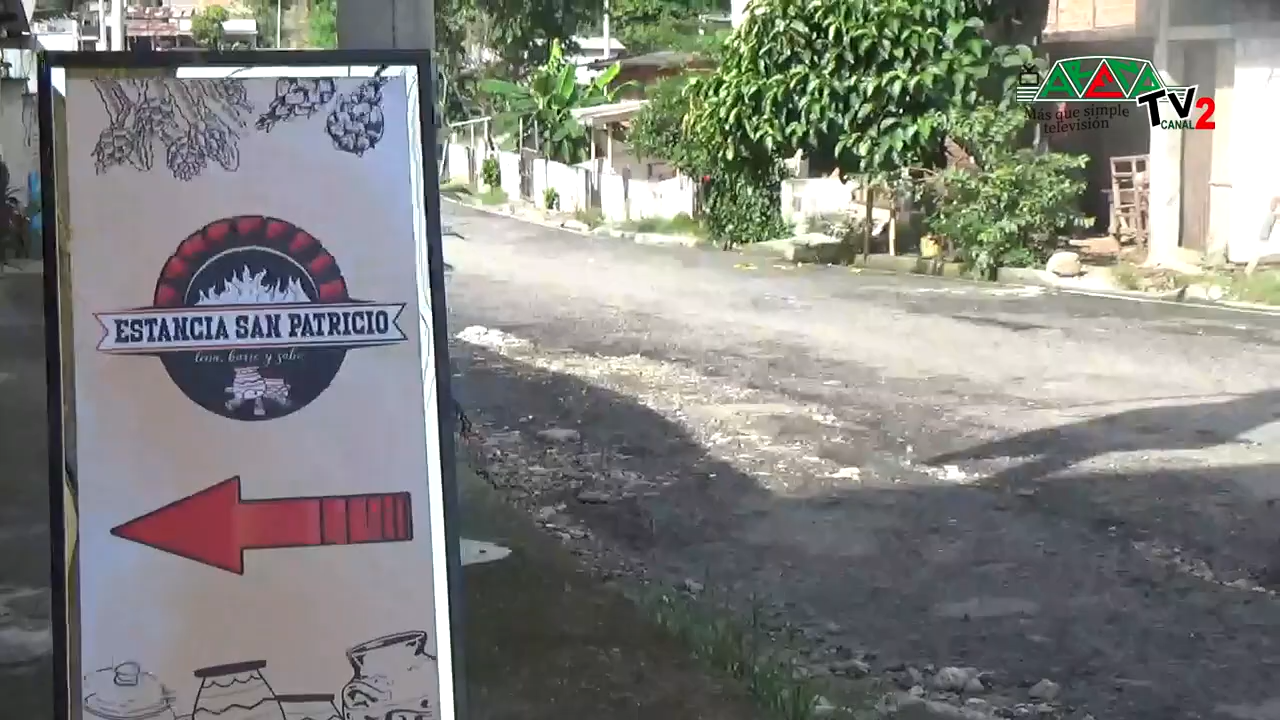 ESTANCIA SAN PATRICIO
leña, barro y sabor
Más que simple
televisión
TV2
CANAL